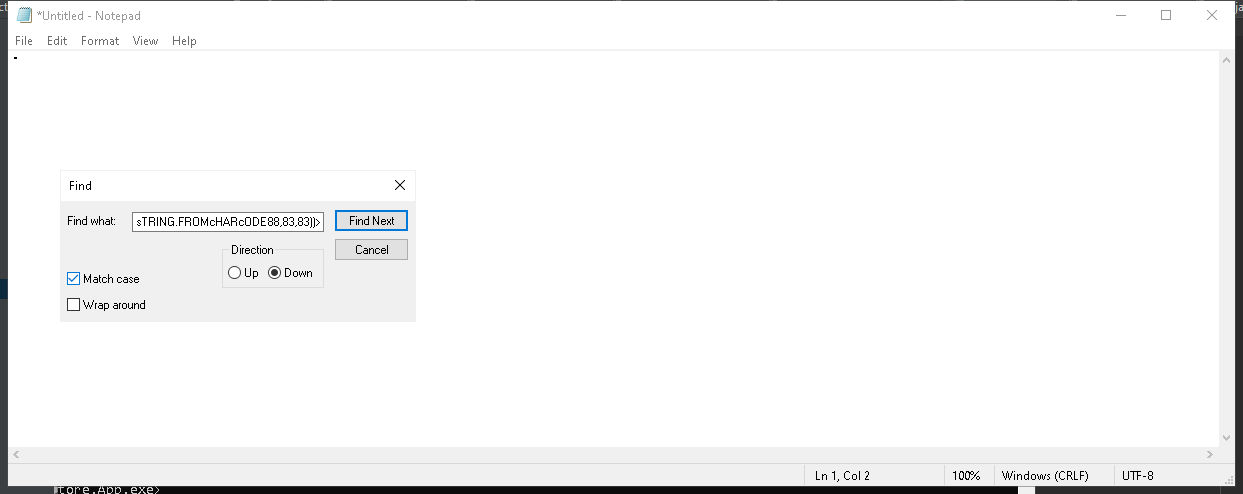 *Untitled - Notepad
File Edit Format View Help
Find
Find what: sTRING.FROMcHARcODE88,83,83))> Find Next
Direction Cancel
Up Down
Match case
Wrap around
Ln 1, Col 2 100% Windows (CRLF) UTF-8
tore.App.exe>